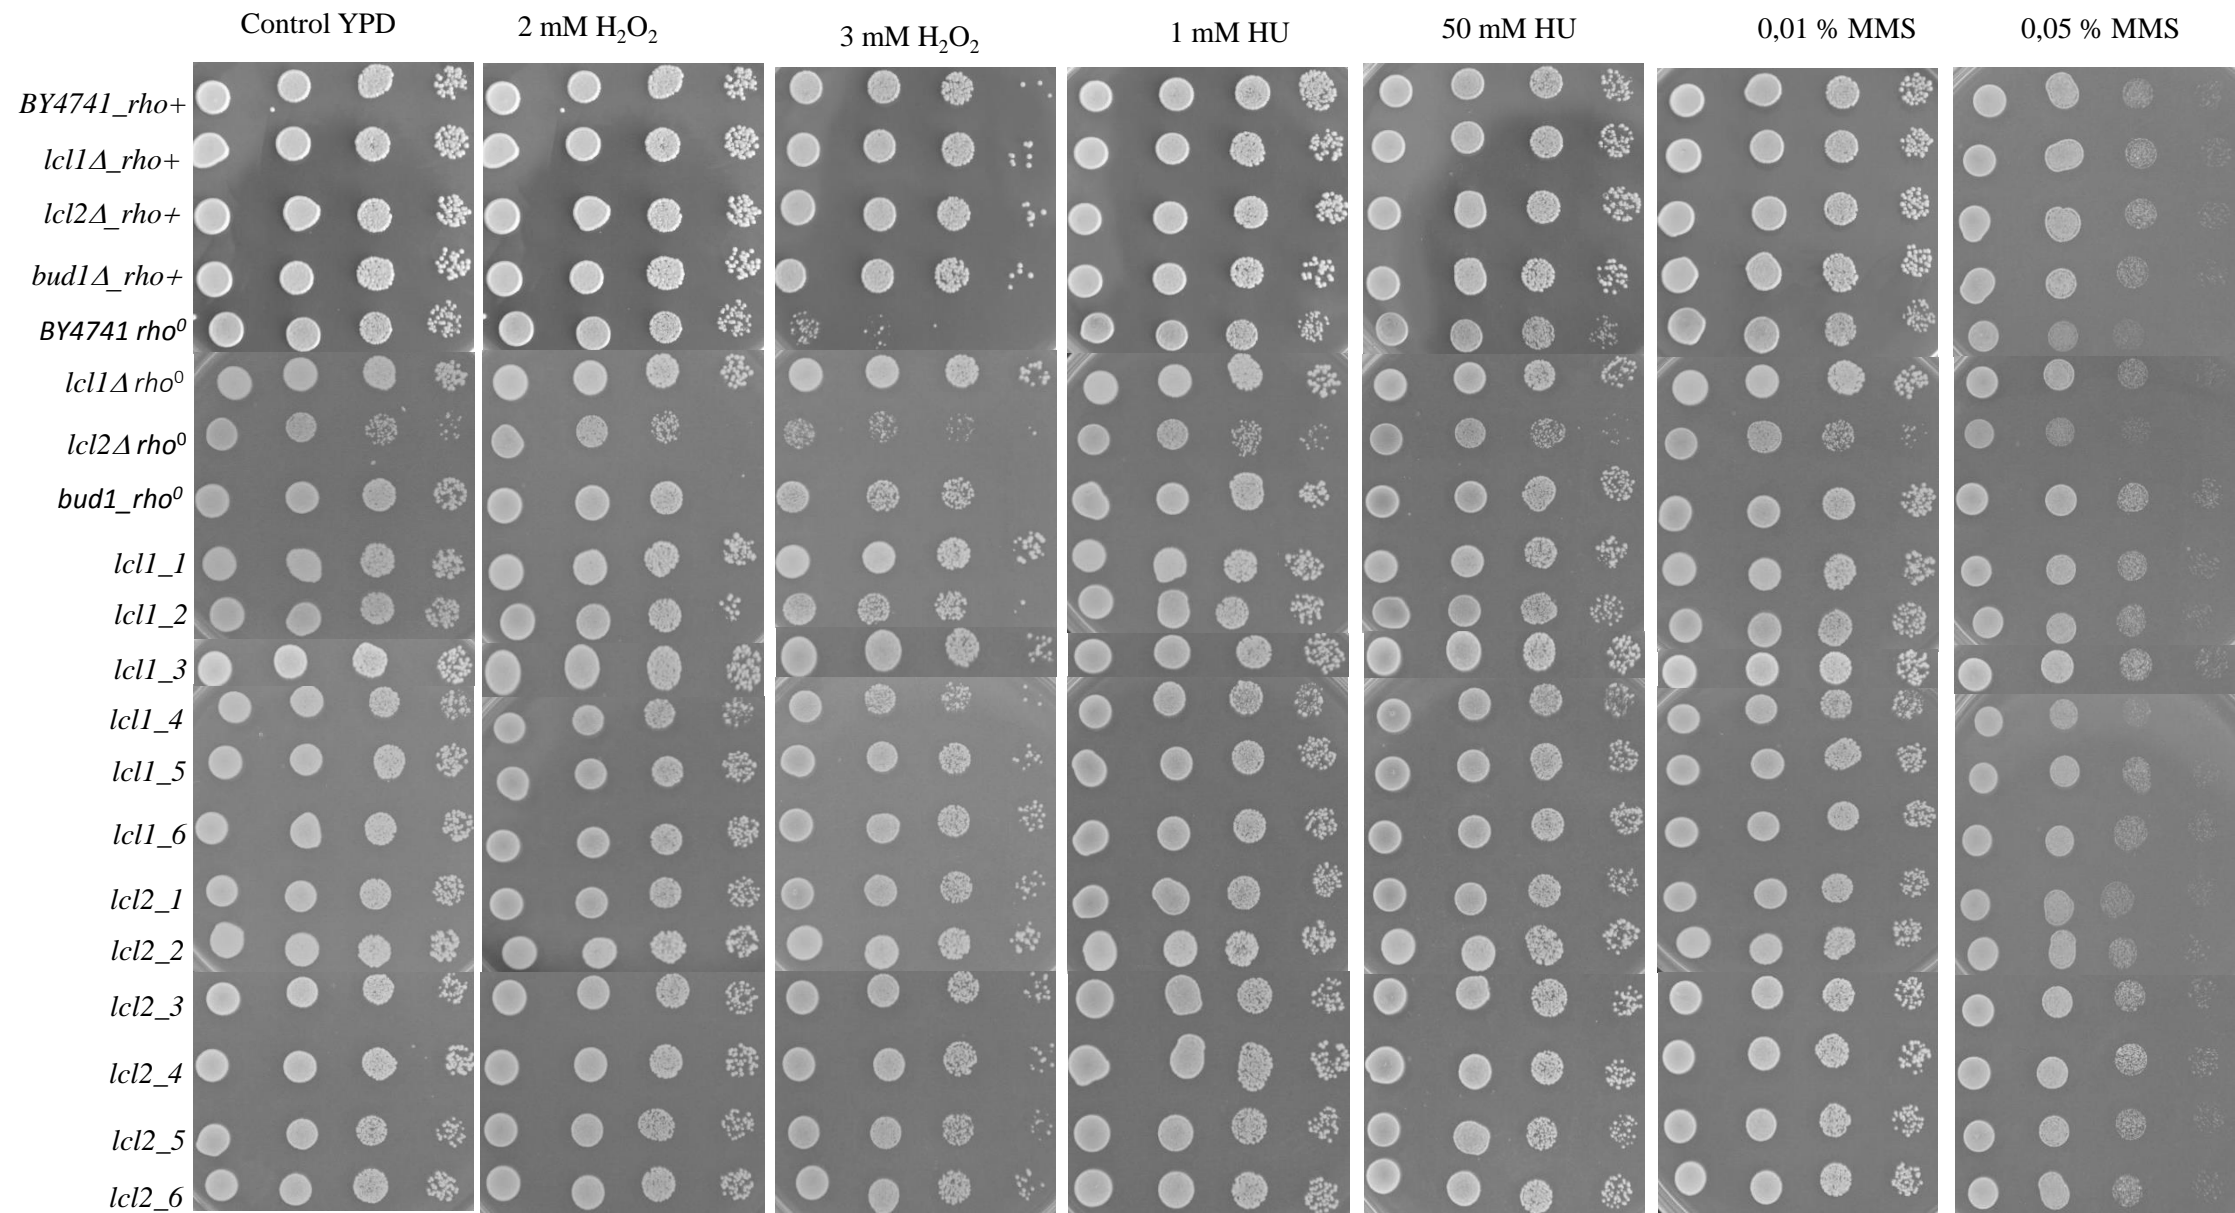 Control YPD 2 mM H₂O₂ 3 mM H₂O₂ 1 mM HU 50 mM HU 0,01 % MMS 0,05 % MMS
BY4741_rho+
lcl1Δ_rho+
lcl2Δ_rho+
bud1Δ_rho+
BY4741 rho⁰
lcl1Δ rho⁰
lcl2Δ rho⁰
bud1_rho⁰
lcl1_1
lcl1_2
lcl1_3
lcl1_4
lcl1_5
lcl1_6
lcl2_1
lcl2_2
lcl2_3
lcl2_4
lcl2_5
lcl2_6